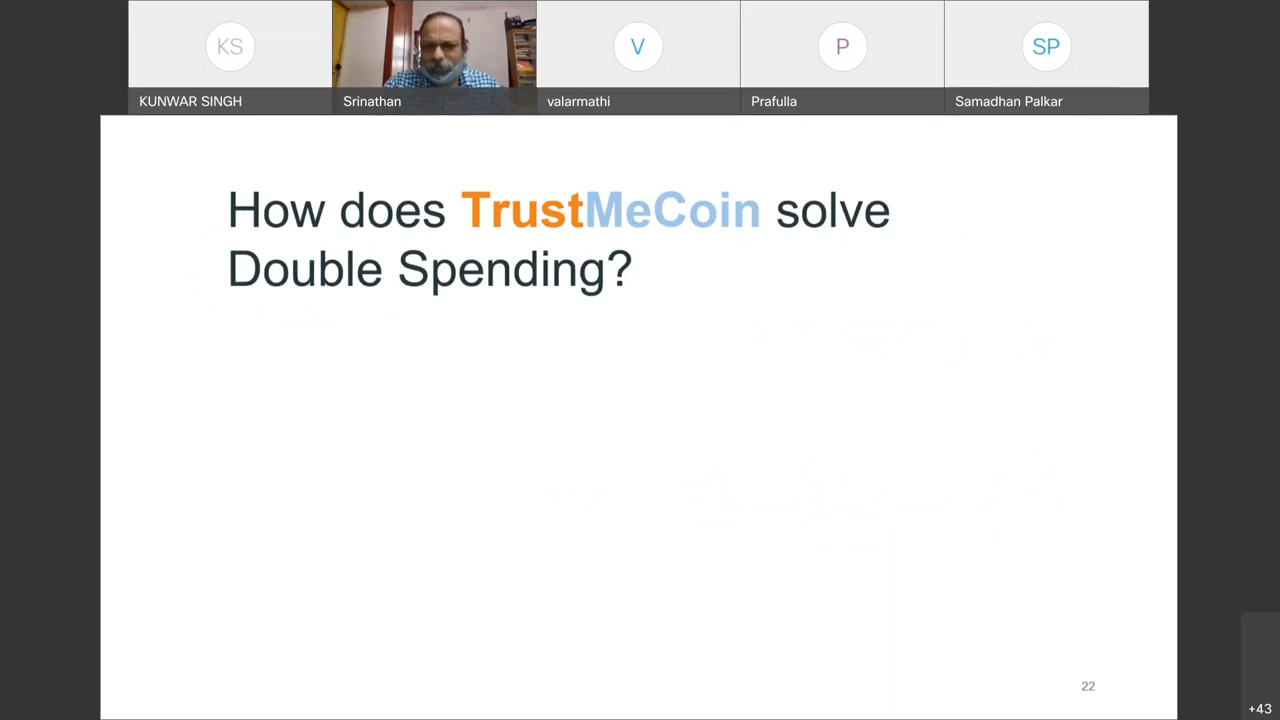 KS
V
P
SP
KUNWAR SINGH
Srinathan
valarmathi
Prafulla
Samadhan Palkar
How does TrustMeCoin solve
Double Spending?
22
+43